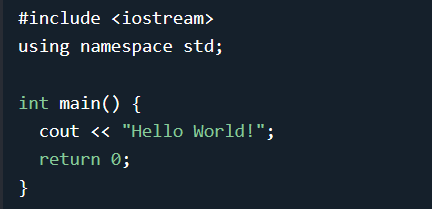 #include <iostream>
using namespace std;

int main() {
  cout << "Hello World!";
  return 0;
}